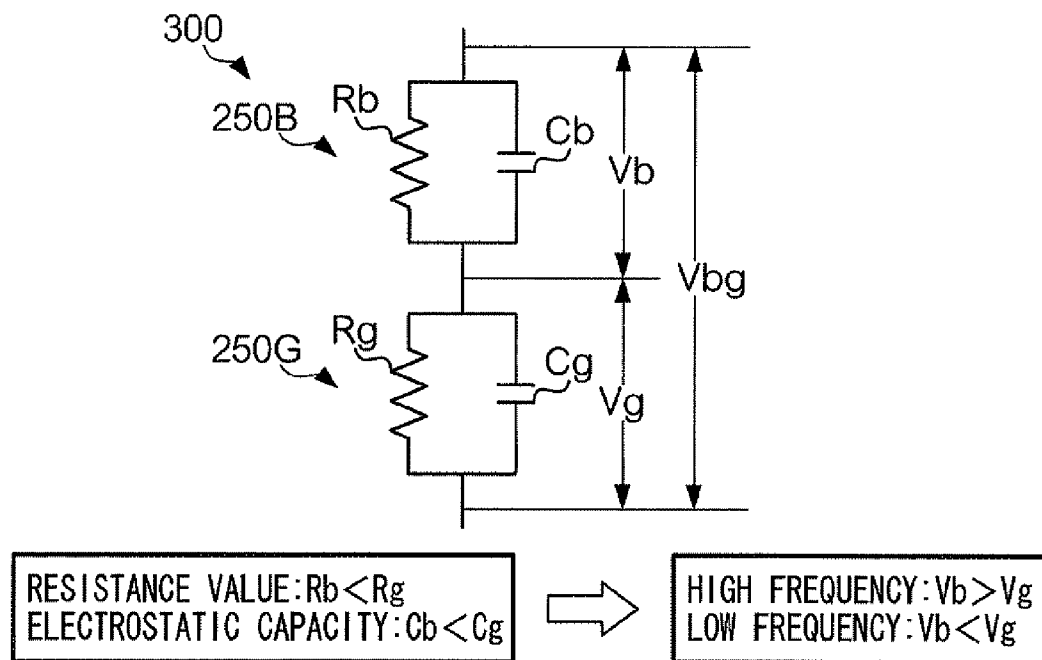 300
250B
Rb
Cb
Vb
Vbg
250G
Rg
Cg
Vg
RESISTANCE VALUE:Rb<Rg
ELECTROSTATIC CAPACITY:Cb<Cg
HIGH FREQUENCY:Vb>Vg
LOW FREQUENCY:Vb<Vg